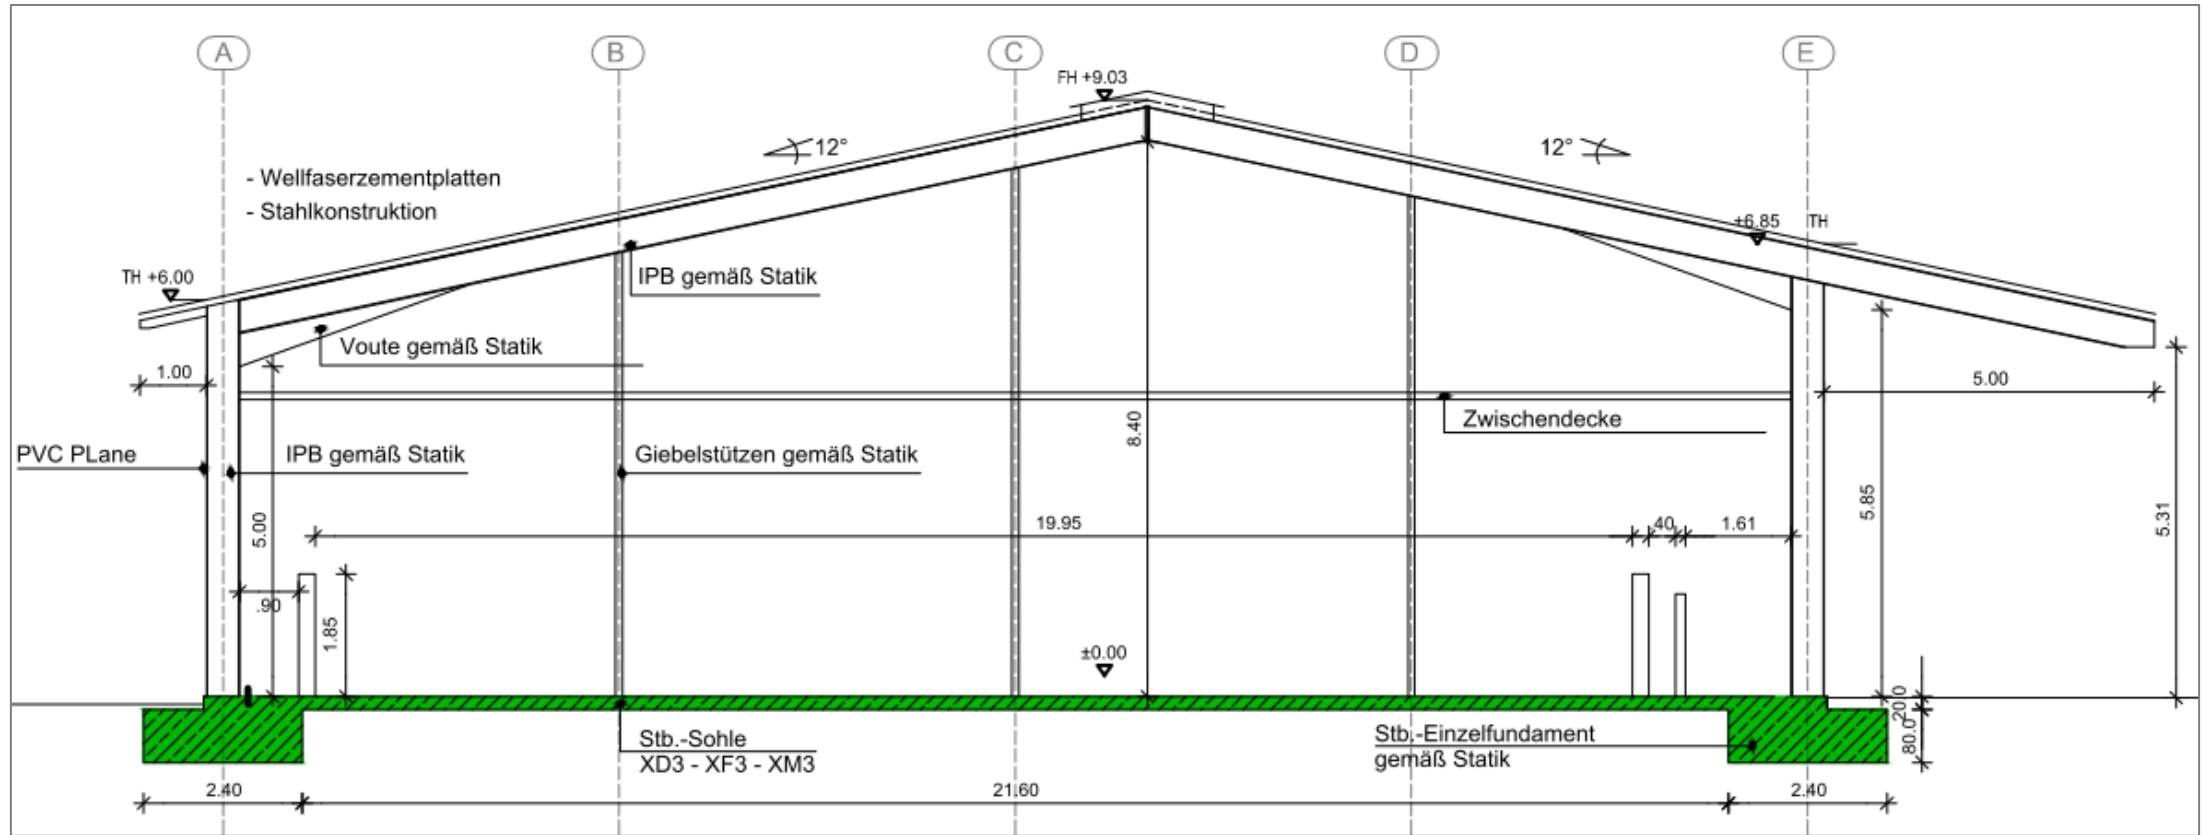 A B C D E
FH +9.03
12° 12°
- Wellfaserzementplatten
- Stahlkonstruktion
±6.85 TH
TH +6.00
IPB gemäß Statik
Voute gemäß Statik
1.00
5.00
Zwischendecke
8.40
PVC PLane
IPB gemäß Statik
Giebelstützen gemäß Statik
5.00
19.95
40
1.61
5.85
5.31
.90
1.85
±0.00
20.0
80.0
Stb.-Sohle
XD3 - XF3 - XM3
Stb.-Einzelfundament
gemäß Statik
2.40
21.60
2.40